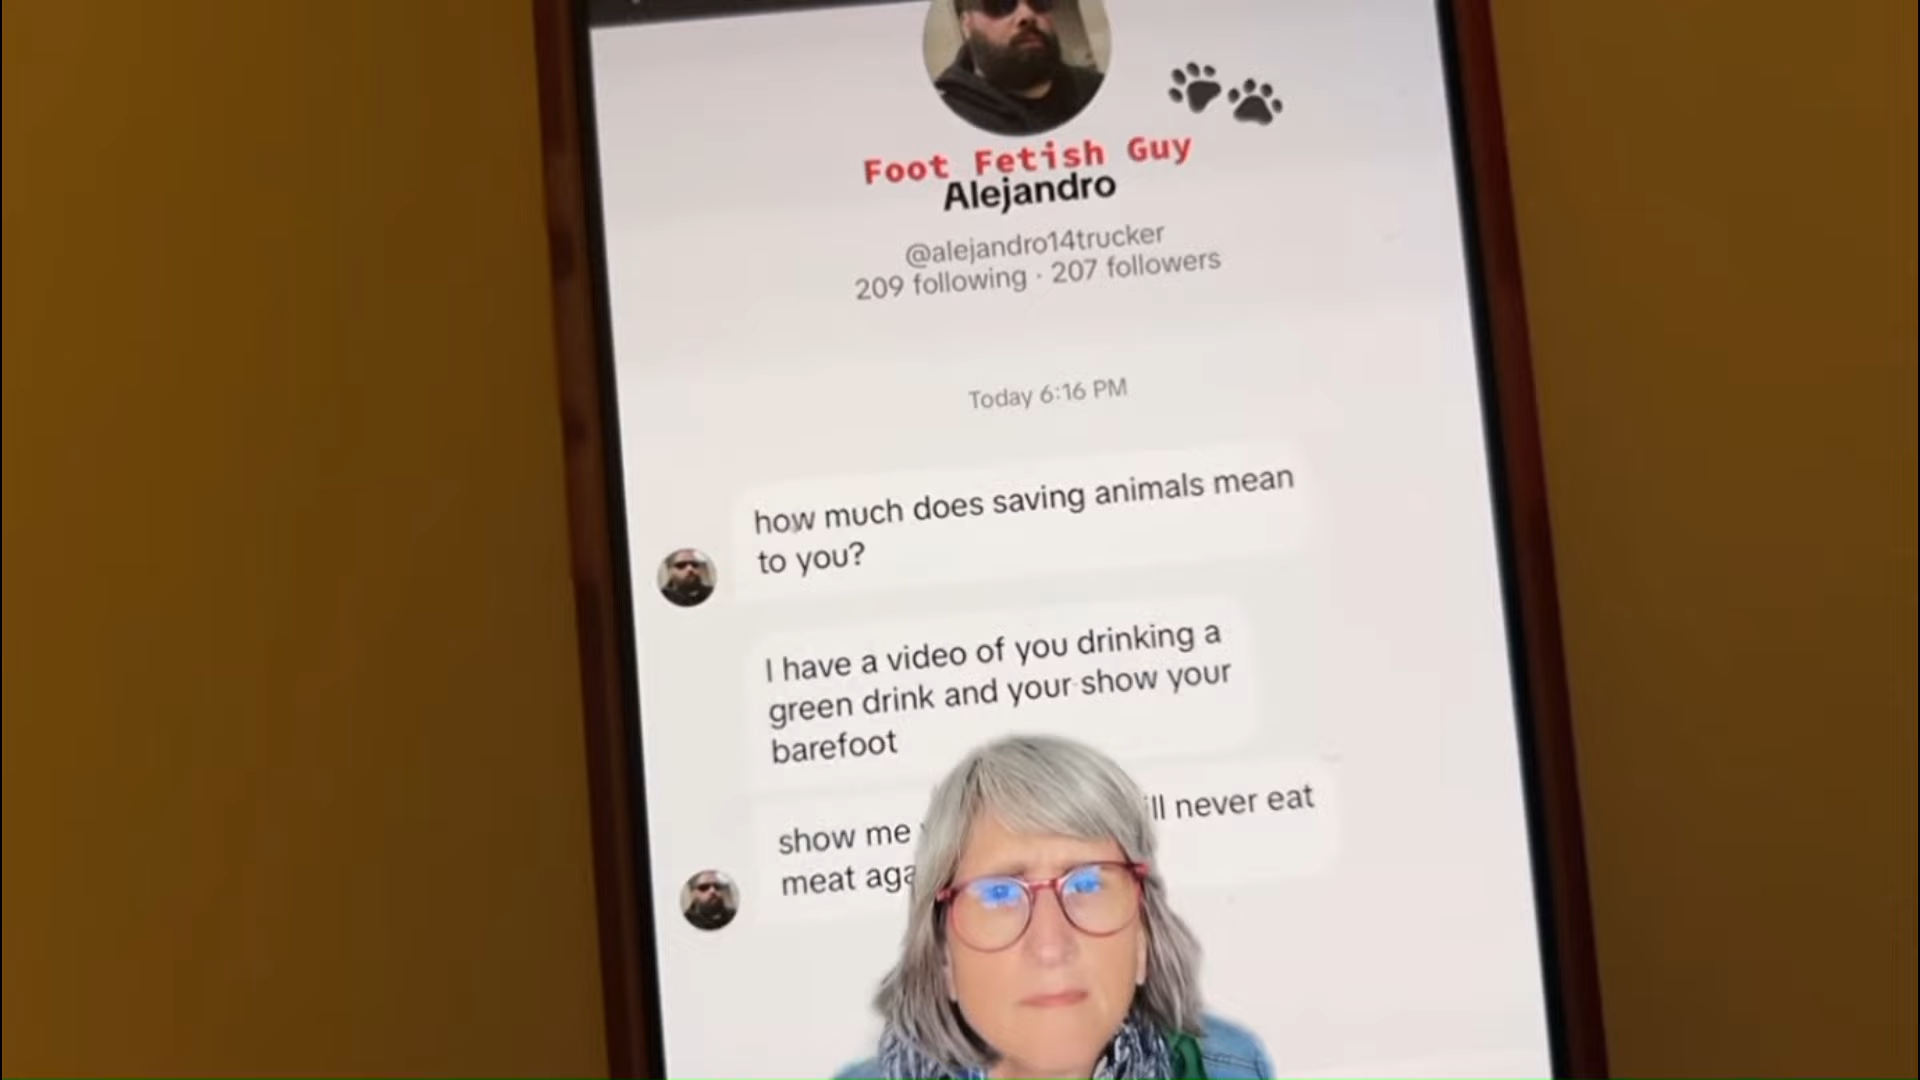 Foot Fetish Guy
Alejandro
@alejandro14trucker
209 following · 207 followers
Today 6:16 PM
how much does saving animals mean
to you?
I have a video of you drinking a
green drink and your show your
barefoot
show me
never eat
meat